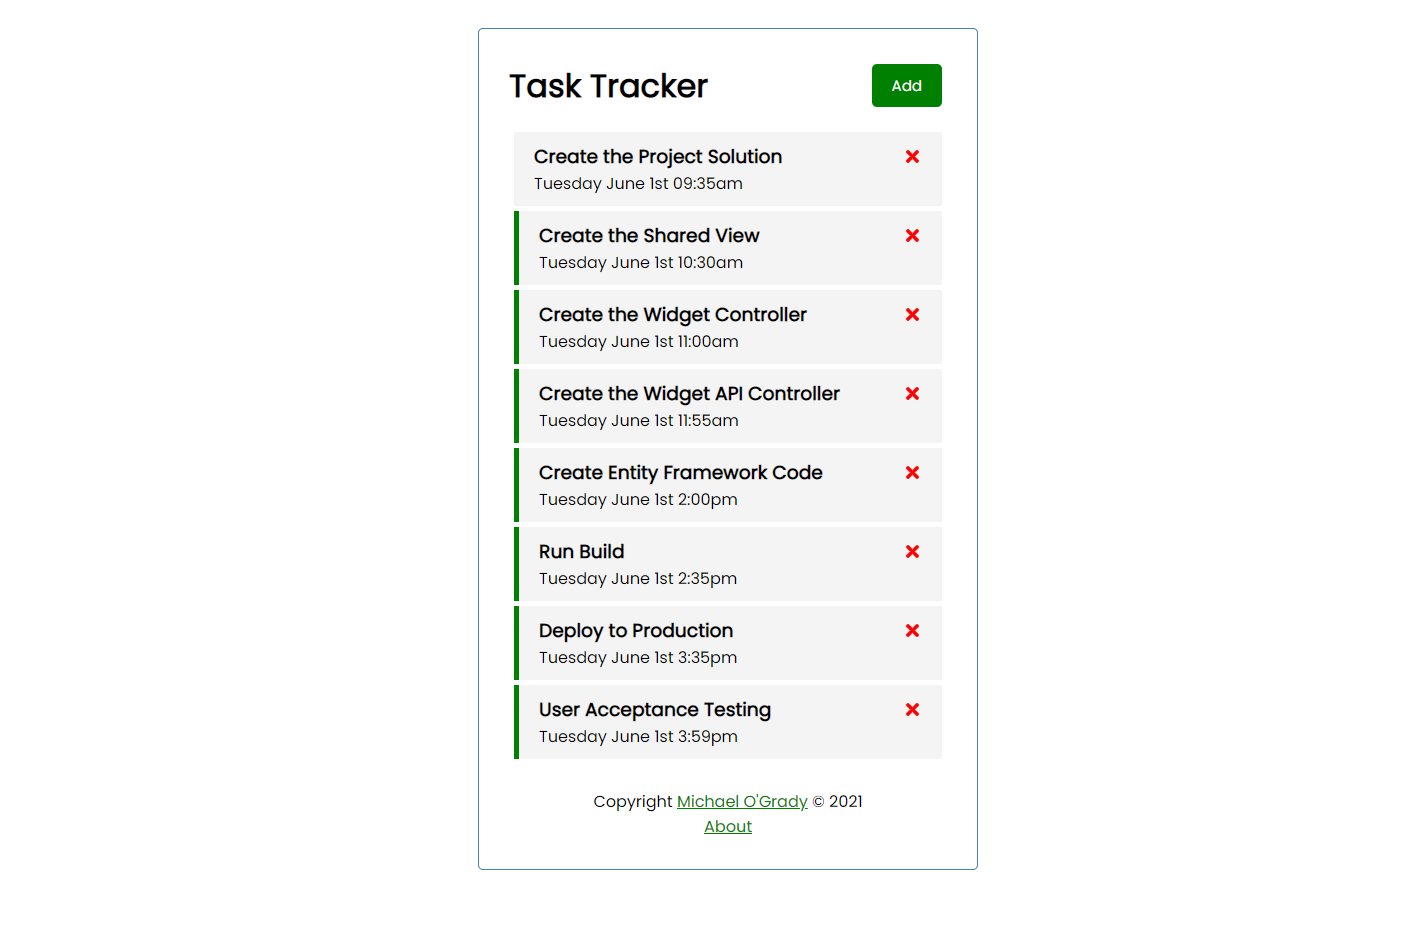 Task Tracker
Add
Create the Project Solution
Tuesday June 1st 09:35am
Create the Shared View
Tuesday June 1st 10:30am
Create the Widget Controller
Tuesday June 1st 11:00am
Create the Widget API Controller
Tuesday June 1st 11:55am
Create Entity Framework Code
Tuesday June 1st 2:00pm
Run Build
Tuesday June 1st 2:35pm
Deploy to Production
Tuesday June 1st 3:35pm
User Acceptance Testing
Tuesday June 1st 3:59pm
Copyright Michael O'Grady © 2021
About